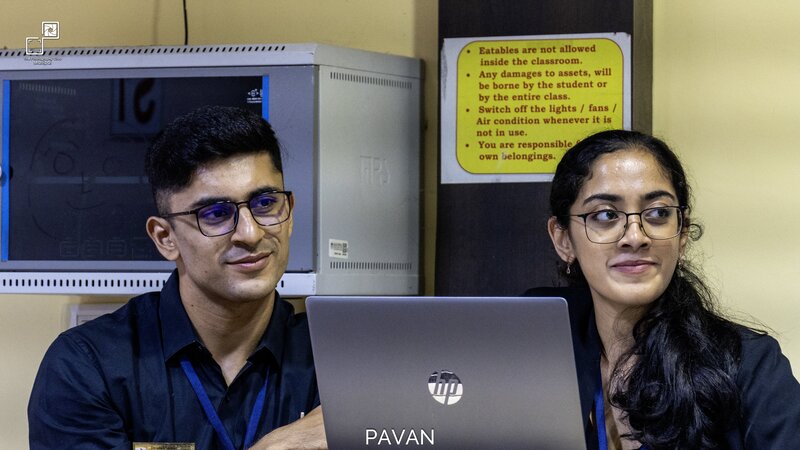 • Eatables are not allowed
inside the classroom.
• Any damages to assets, will
be borne by the student or
by the entire class.
• Switch off the lights / fans /
Air condition whenever it is
not in use.
• You are responsible
own belongings.
hp
PAVAN